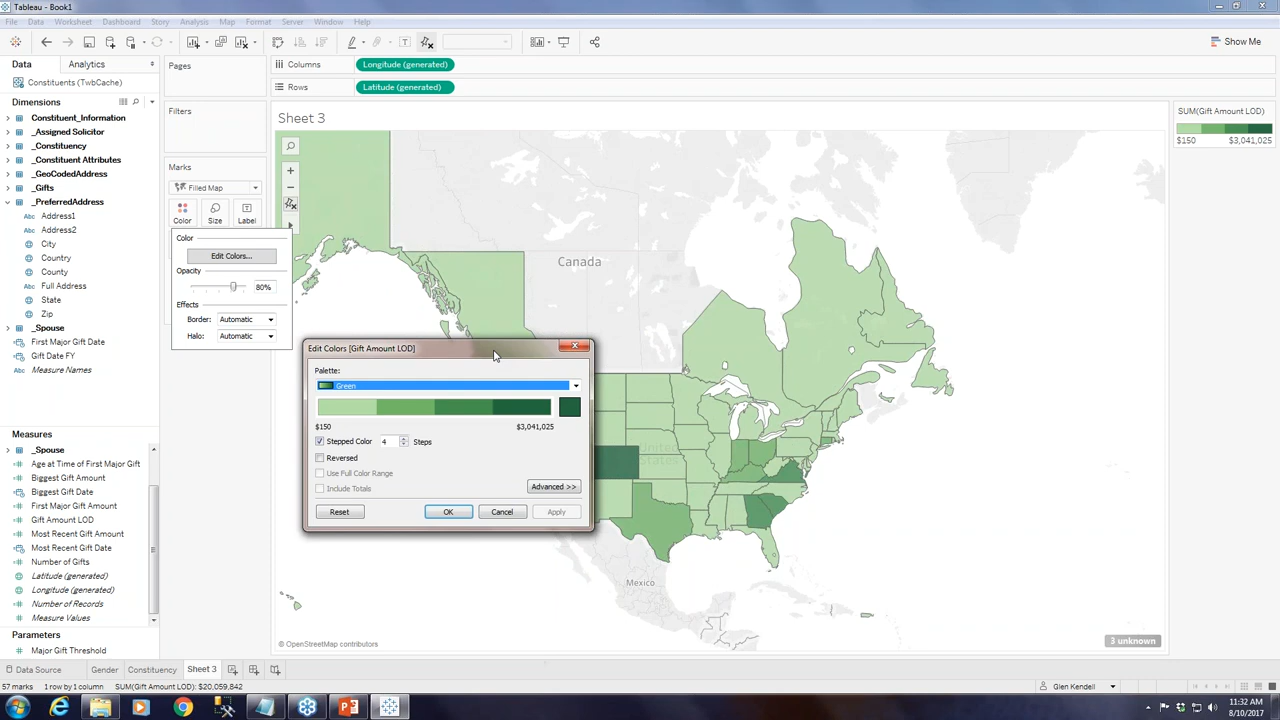 Tableau - Book1
File Data Worksheet Dashboard Story Analysis Map Format Server Window Help
Show Me
Data Analytics
Pages
Columns Longitude (generated)
Rows Latitude (generated)
Constituents (TwbCache)
Dimensions
Constituent_Information
_Assigned Solicitor
_Constituency
_Constituent Attributes
_GeoCodedAddress
_Gifts
_PreferredAddress
Abc Address1
Abc Address2
City
Country
County
Abc Full Address
State
Zip
_Spouse
First Major Gift Date
Gift Date FY
Abc Measure Names
Measures
_Spouse
Age at Time of First Major Gift
Biggest Gift Amount
Biggest Gift Date
First Major Gift Amount
Gift Amount LOD
Most Recent Gift Amount
Most Recent Gift Date
Number of Gifts
Latitude (generated)
Longitude (generated)
Number of Records
Measure Values
Parameters
Major Gift Threshold
Filters
Marks
Filled Map
Color Size Label
Color
Edit Colors...
Opacity
80%
Effects
Border: Automatic
Halo: Automatic
Sheet 3
Canada
United States
Mexico
© OpenStreetMap contributors
3 unknown
SUM(Gift Amount LOD)
$150 $3,041,025
Edit Colors [Gift Amount LOD]
Palette:
Green
$150 $3,041,025
Stepped Color 4 Steps
Reversed
Use Full Color Range
Include Totals
Advanced >>
Reset OK Cancel Apply
Data Source Gender Constituency Sheet 3
57 marks 1 row by 1 column SUM(Gift Amount LOD): $20,059,842
Glen Kendell
11:32 AM
8/10/2017